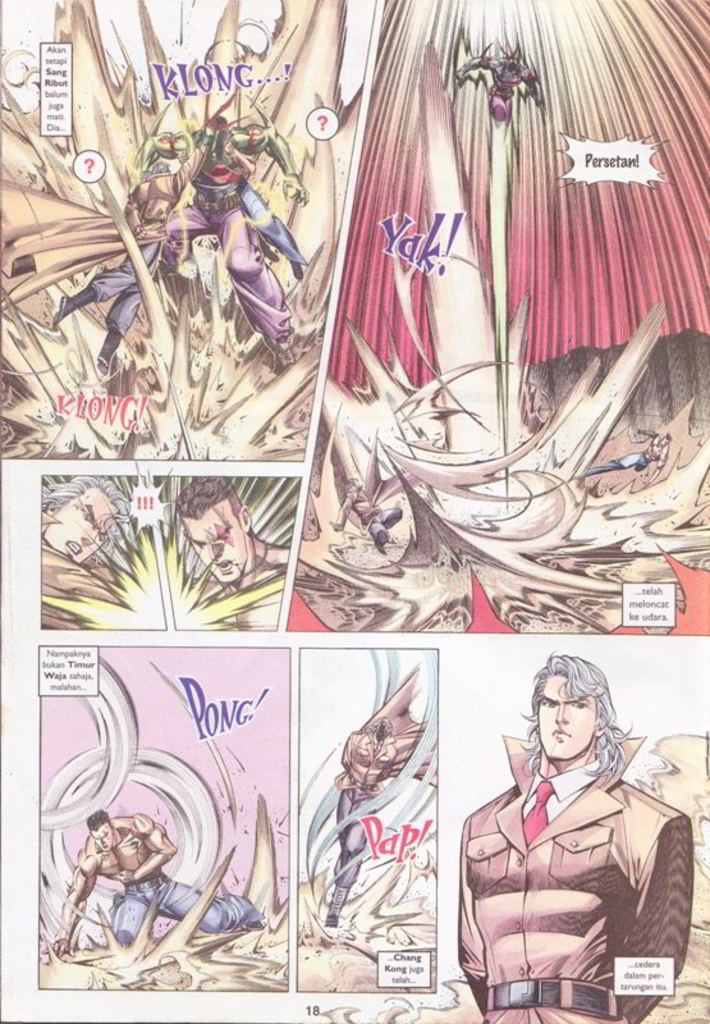 Akan
tetapi
Sang
Ribut
balum
juga
mati.
Dia...
KLONG...!
?
?
KLONG!
Persetan!
Yak!
...telah
meloncat
ke udara.
!!!
Nampaknya
bukan Timur
Waja sahaja,
malahan...
PONG!
Pap!
...Chang
Kong juga
telah...
...cedera
dalam per-
tarungan itu.
18